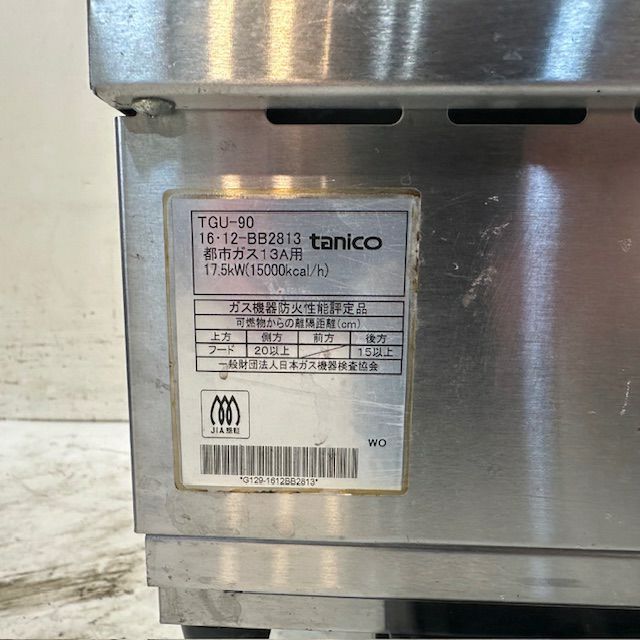 TGU-90
16・12-BB2813 tanico
都市ガス13A用
17.5kW(15000kcal/h)
ガス機器防火性能評定品
可燃物からの離隔距離(cm)
上方 側方 前方 後方
フード 20以上 15以上
一般財団法人日本ガス機器検査協会
JIA
WO
*G129-1612BB2813*